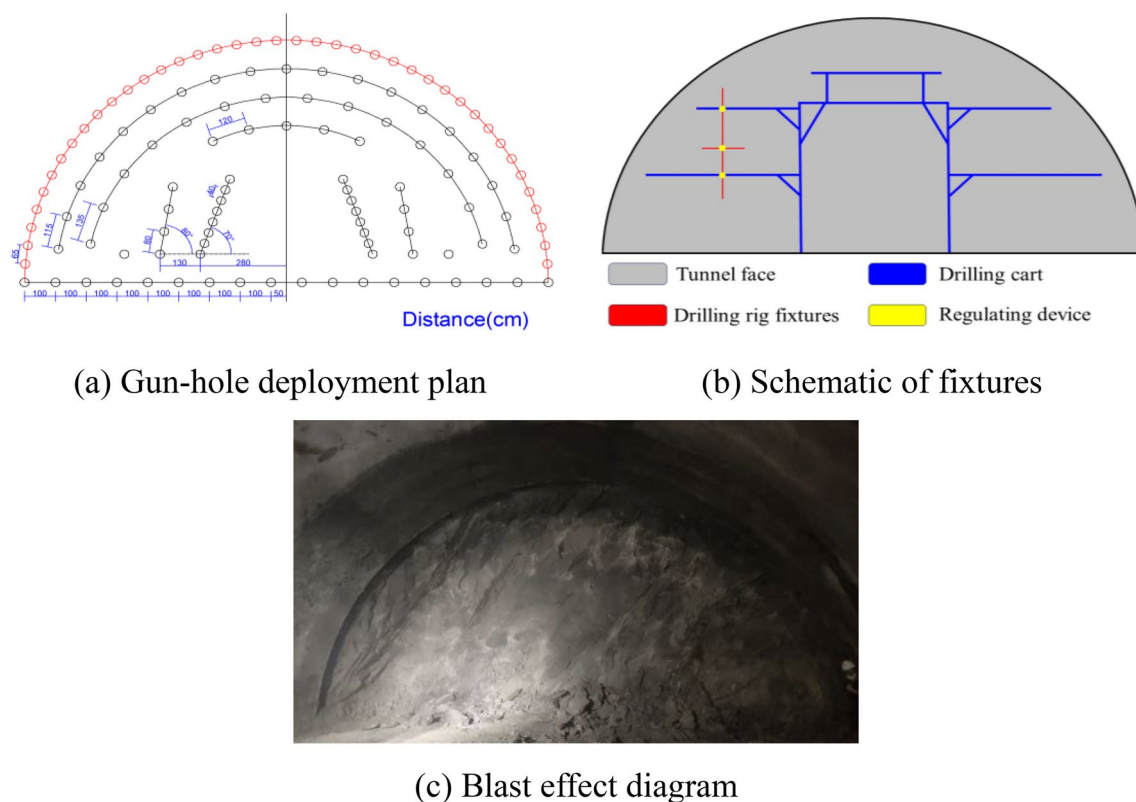 120
40
115
135
80
80°
70°
65
130
280
100 100 100 100 100 100 100 100 50
Distance(cm)
Tunnel face
Drilling cart
Drilling rig fixtures
Regulating device
(a) Gun-hole deployment plan
(b) Schematic of fixtures
(c) Blast effect diagram